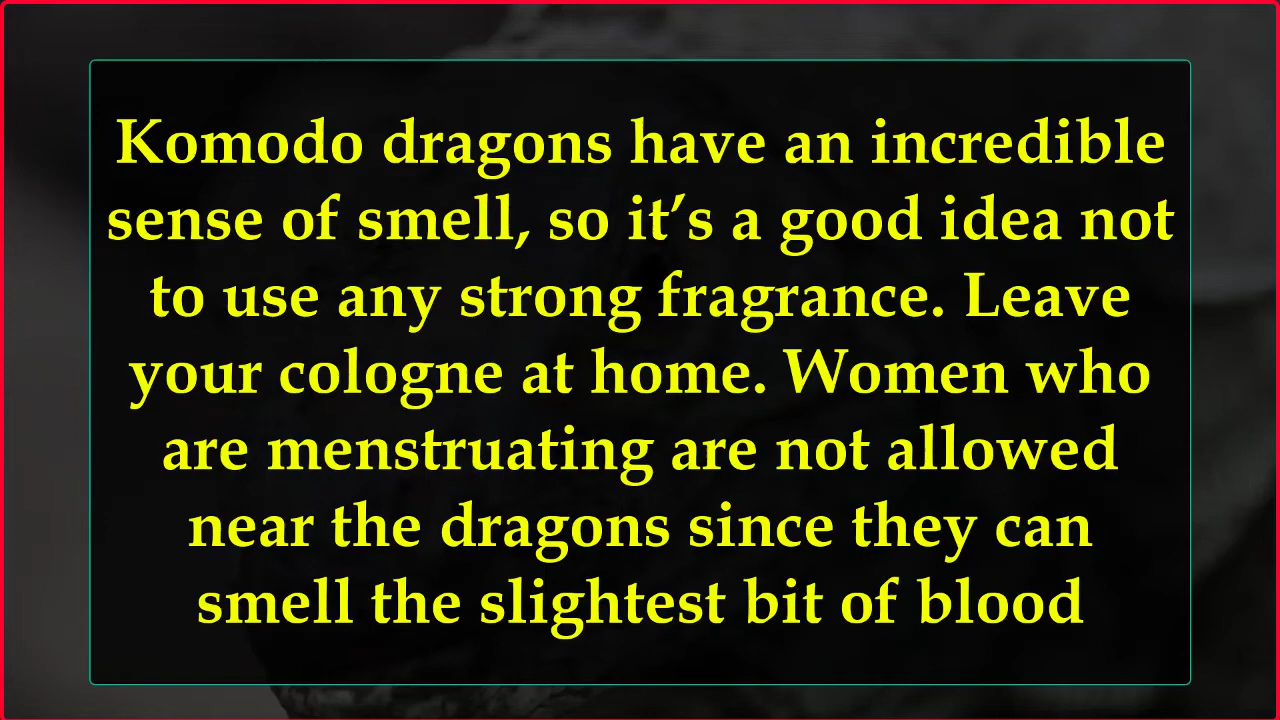 Komodo dragons have an incredible
sense of smell, so it’s a good idea not
to use any strong fragrance. Leave
your cologne at home. Women who
are menstruating are not allowed
near the dragons since they can
smell the slightest bit of blood